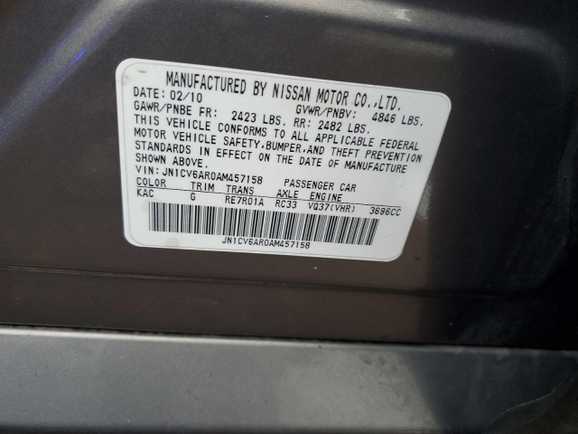 MANUFACTURED BY NISSAN MOTOR CO.,LTD.
DATE: 02/10 GVWR/PNBV: 4846 LBS.
GAWR/PNBE FR: 2423 LBS. RR: 2482 LBS.
THIS VEHICLE CONFORMS TO ALL APPLICABLE FEDERAL
MOTOR VEHICLE SAFETY,BUMPER,AND THEFT PREVENTION
STANDARDS IN EFFECT ON THE DATE OF MANUFACTURE
SHOWN ABOVE.
VIN: JN1CV6AR0AM457158 PASSENGER CAR
COLOR TRIM TRANS AXLE ENGINE
KAC G RE7R01A RC33 VQ37(VHR) 3696CC
JN1CV6AR0AM457158